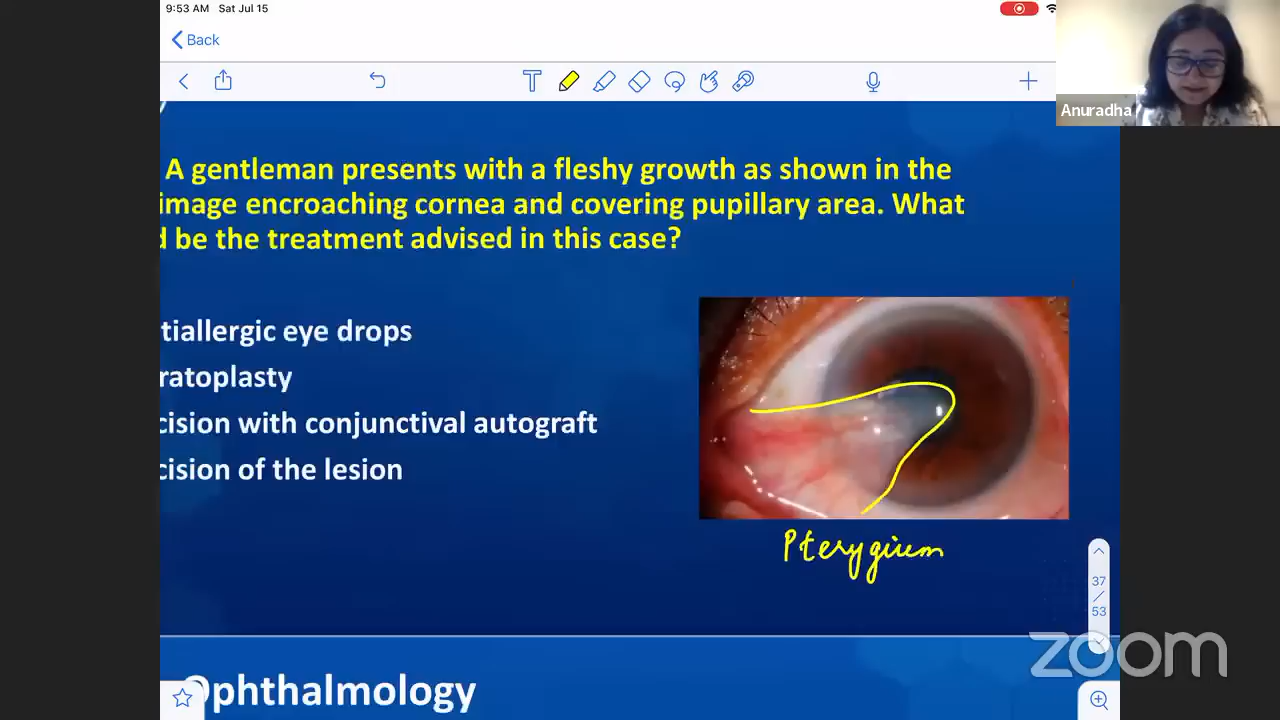 9:53 AM Sat Jul 15
Back
Anuradha
A gentleman presents with a fleshy growth as shown in the
image encroaching cornea and covering pupillary area. What
d be the treatment advised in this case?
tiallergic eye drops
ratoplasty
cision with conjunctival autograft
cision of the lesion
Pterygium
37
/
53
zoom
Ophthalmology